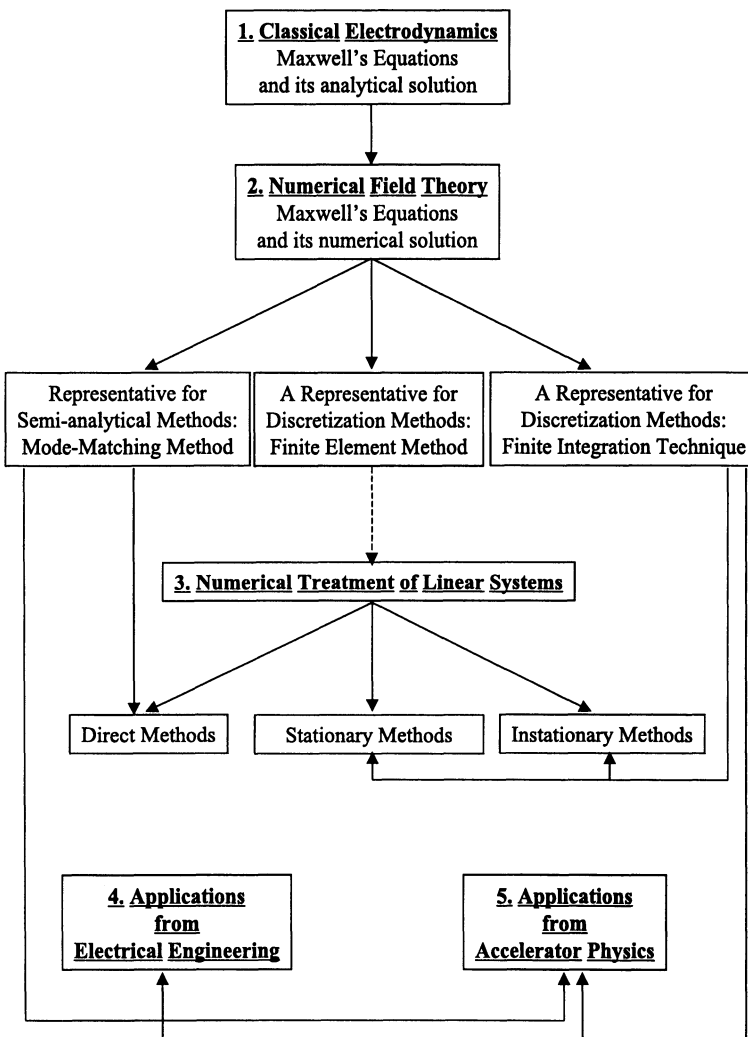 1. Classical Electrodynamics
Maxwell's Equations
and its analytical solution
2. Numerical Field Theory
Maxwell's Equations
and its numerical solution
Representative for
Semi-analytical Methods:
Mode-Matching Method
A Representative for
Discretization Methods:
Finite Element Method
A Representative for
Discretization Methods:
Finite Integration Technique
3. Numerical Treatment of Linear Systems
Direct Methods
Stationary Methods
Instationary Methods
4. Applications
from
Electrical Engineering
5. Applications
from
Accelerator Physics